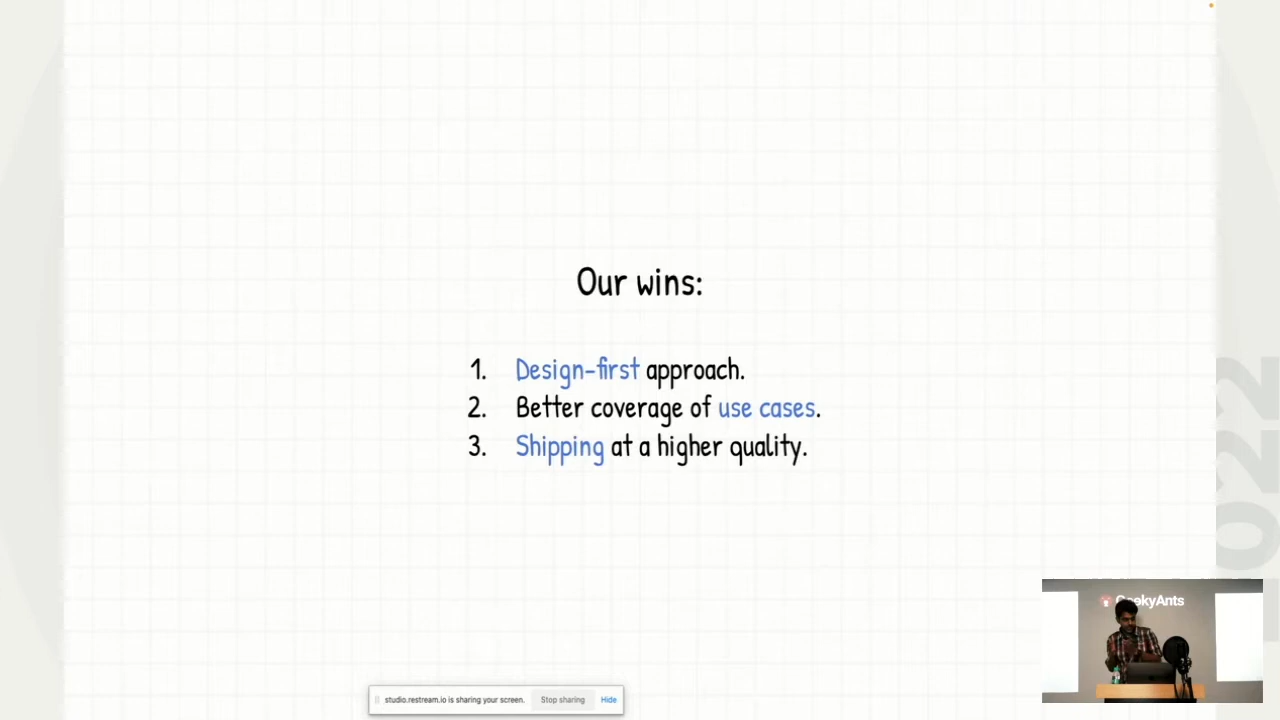 Our wins:
1. Design-first approach.
2. Better coverage of use cases.
3. Shipping at a higher quality.
2022
GeekyAnts
studio.restream.io is sharing your screen. Stop sharing Hide